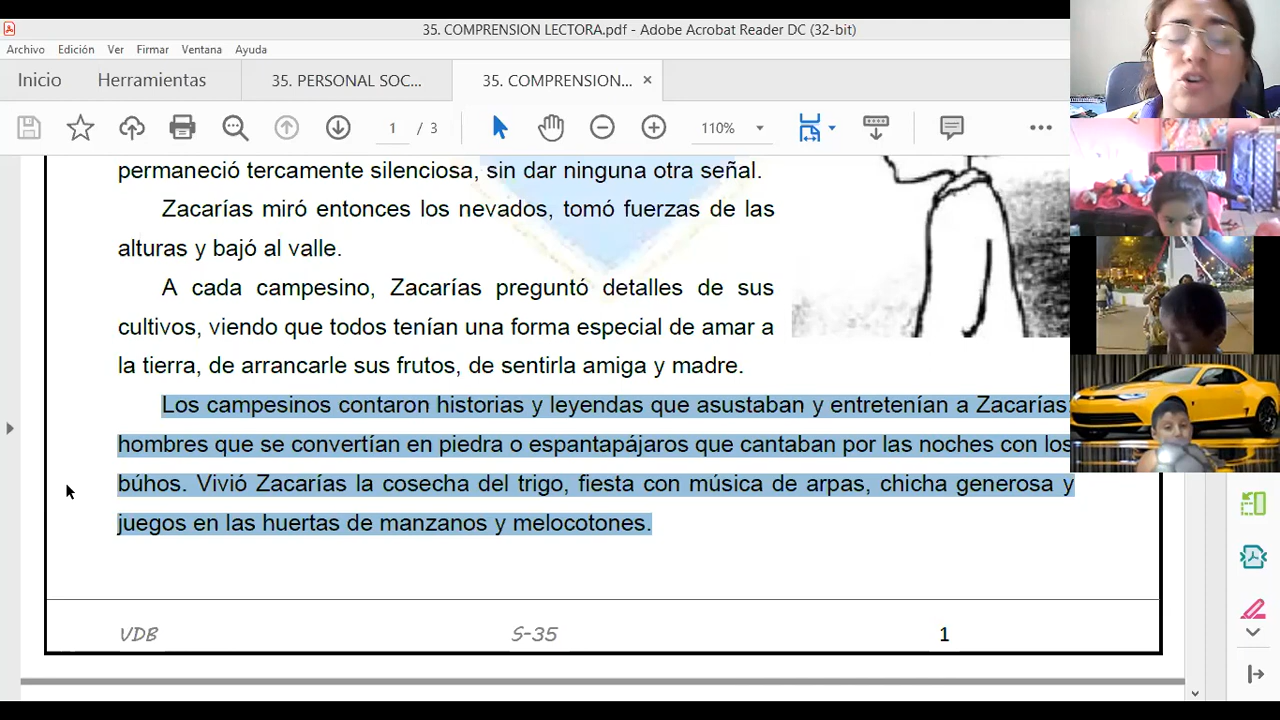 35. COMPRENSION LECTORA.pdf - Adobe Acrobat Reader DC (32-bit)
Archivo Edición Ver Firmar Ventana Ayuda
Inicio Herramientas 35. PERSONAL SOC... 35. COMPRENSION... ×
1 / 3 110%
permaneció tercamente silenciosa, sin dar ninguna otra señal.
Zacarías miró entonces los nevados, tomó fuerzas de las
alturas y bajó al valle.
A cada campesino, Zacarías preguntó detalles de sus
cultivos, viendo que todos tenían una forma especial de amar a
la tierra, de arrancarle sus frutos, de sentirla amiga y madre.
Los campesinos contaron historias y leyendas que asustaban y entretenían a Zacarías:
hombres que se convertían en piedra o espantapájaros que cantaban por las noches con los
búhos. Vivió Zacarías la cosecha del trigo, fiesta con música de arpas, chicha generosa y
juegos en las huertas de manzanos y melocotones.
VDB S-35 1